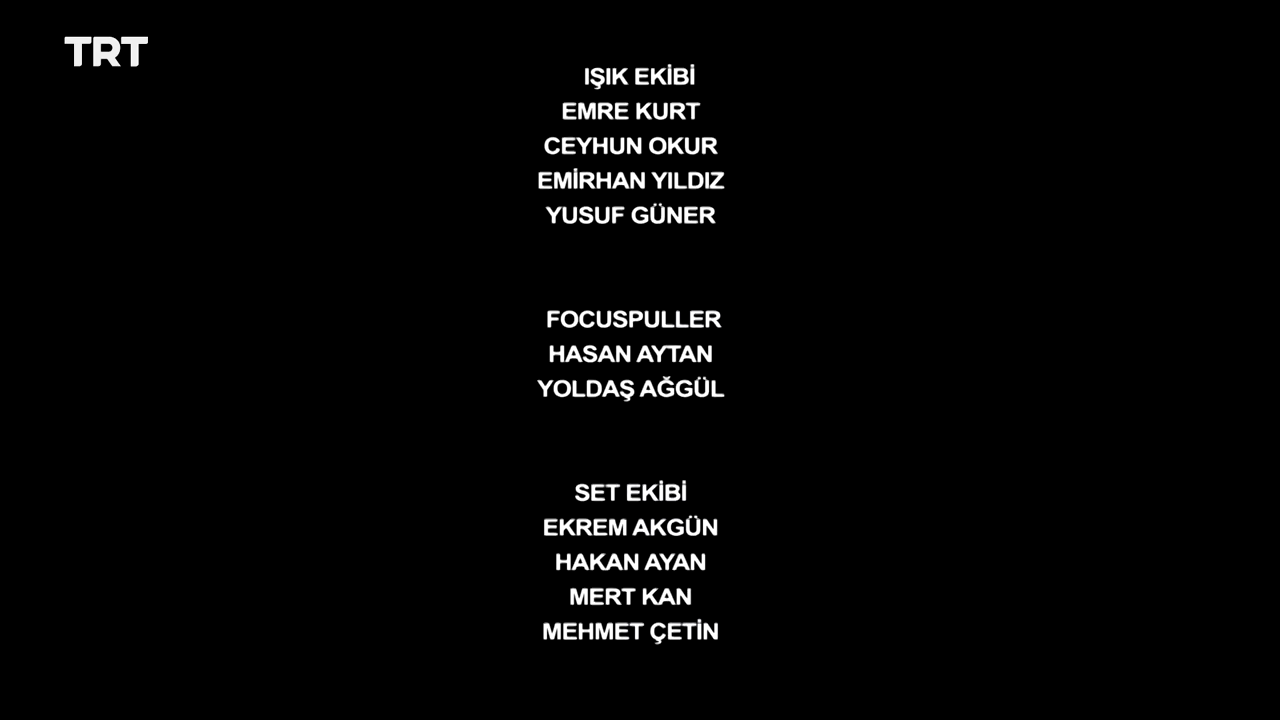 TRT
IŞIK EKİBİ
EMRE KURT
CEYHUN OKUR
EMİRHAN YILDIZ
YUSUF GÜNER
FOCUSPULLER
HASAN AYTAN
YOLDAŞ AĞGÜL
SET EKİBİ
EKREM AKGÜN
HAKAN AYAN
MERT KAN
MEHMET ÇETİN